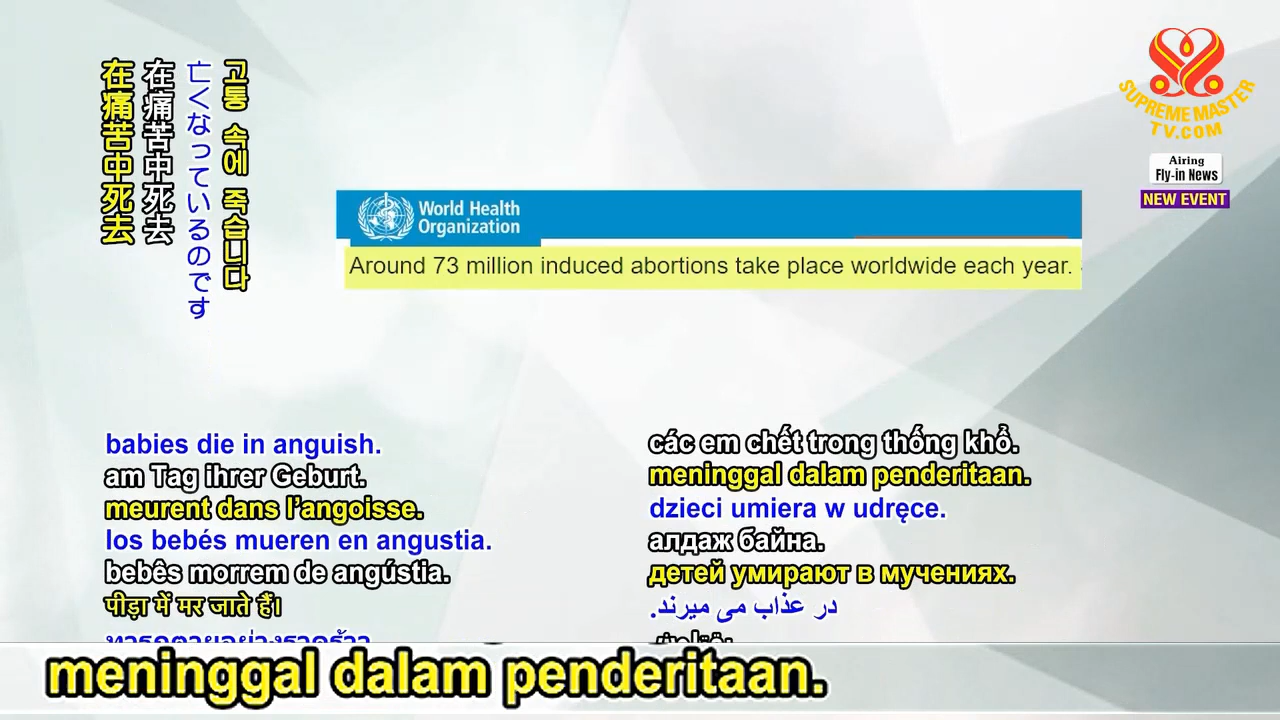 在痛苦中死去
在痛苦中死去
亡くなっているのです
고통 속에 죽습니다
SUPREME MASTER
TV.COM
Airing
Fly-in News
NEW EVENT
World Health
Organization
Around 73 million induced abortions take place worldwide each year.
babies die in anguish.
am Tag ihrer Geburt.
meurent dans l’angoisse.
los bebés mueren en angustia.
bebês morrem de angústia.
पीड़ा में मर जाते हैं।
các em chết trong thống khổ.
meninggal dalam penderitaan.
dzieci umiera w udręce.
алдаж байна.
детей умирают в мучениях.
در عذاب می میرند.
meninggal dalam penderitaan.